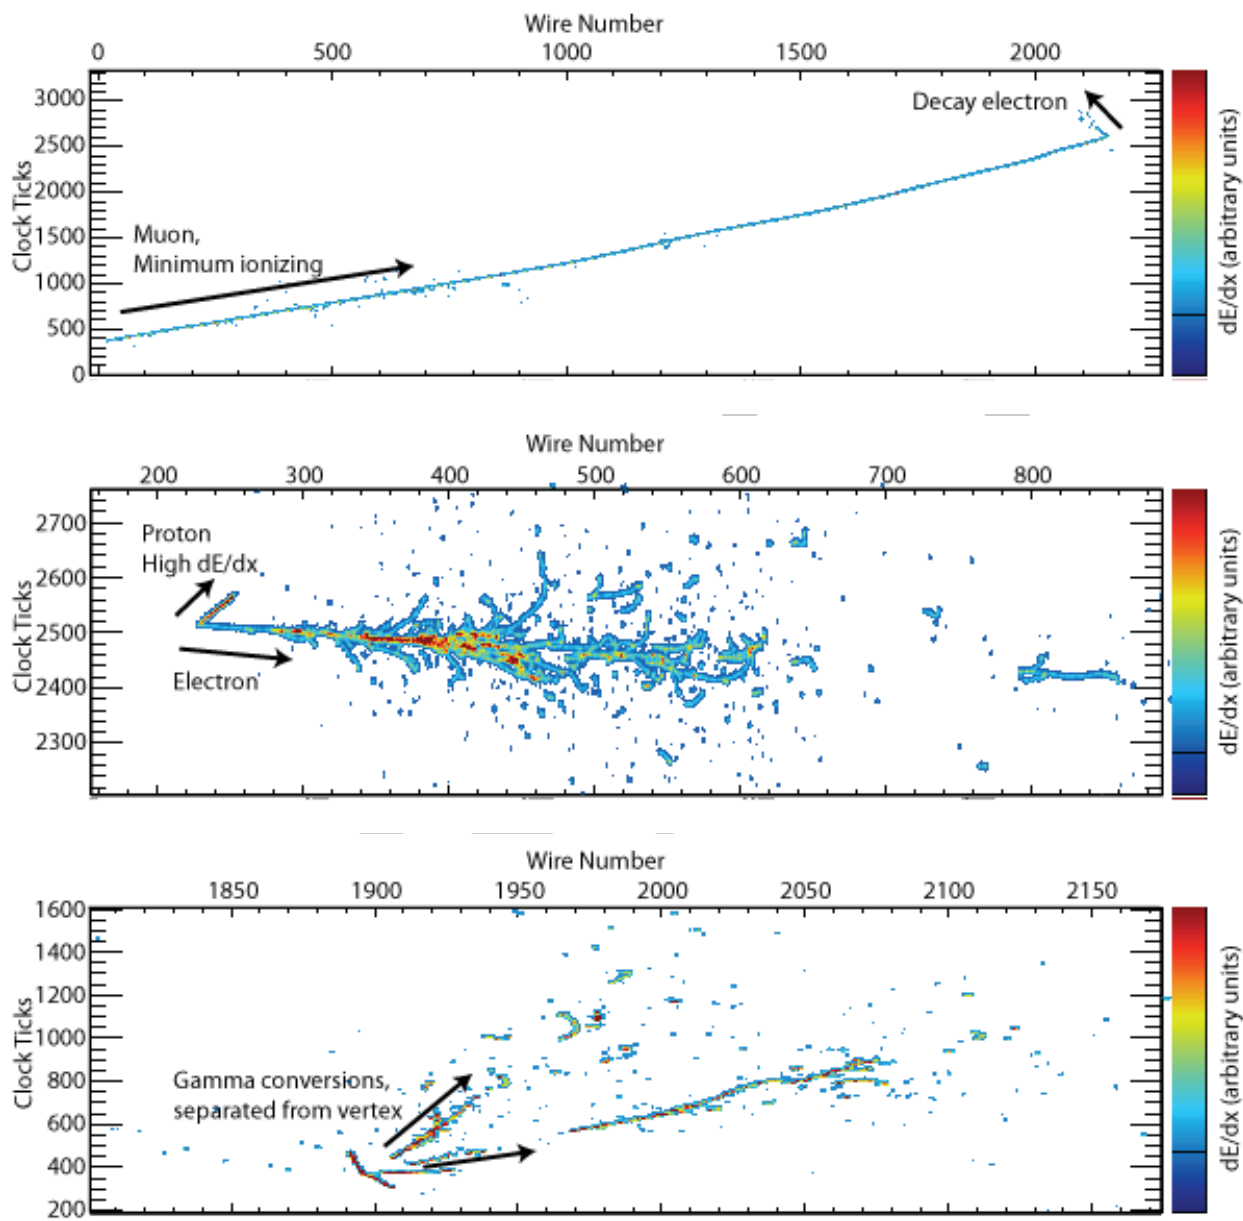 Wire Number
0 500 1000 1500 2000
3000
2500
2000
1500
1000
500
0
Clock Ticks
Decay electron
Muon,
Minimum ionizing
dE/dx (arbitrary units)
Wire Number
200 300 400 500 600 700 800
2700
2600
2500
2400
2300
Clock Ticks
Proton
High dE/dx
Electron
dE/dx (arbitrary units)
Wire Number
1850 1900 1950 2000 2050 2100 2150
1600
1400
1200
1000
800
600
400
200
Clock Ticks
Gamma conversions,
separated from vertex
dE/dx (arbitrary units)